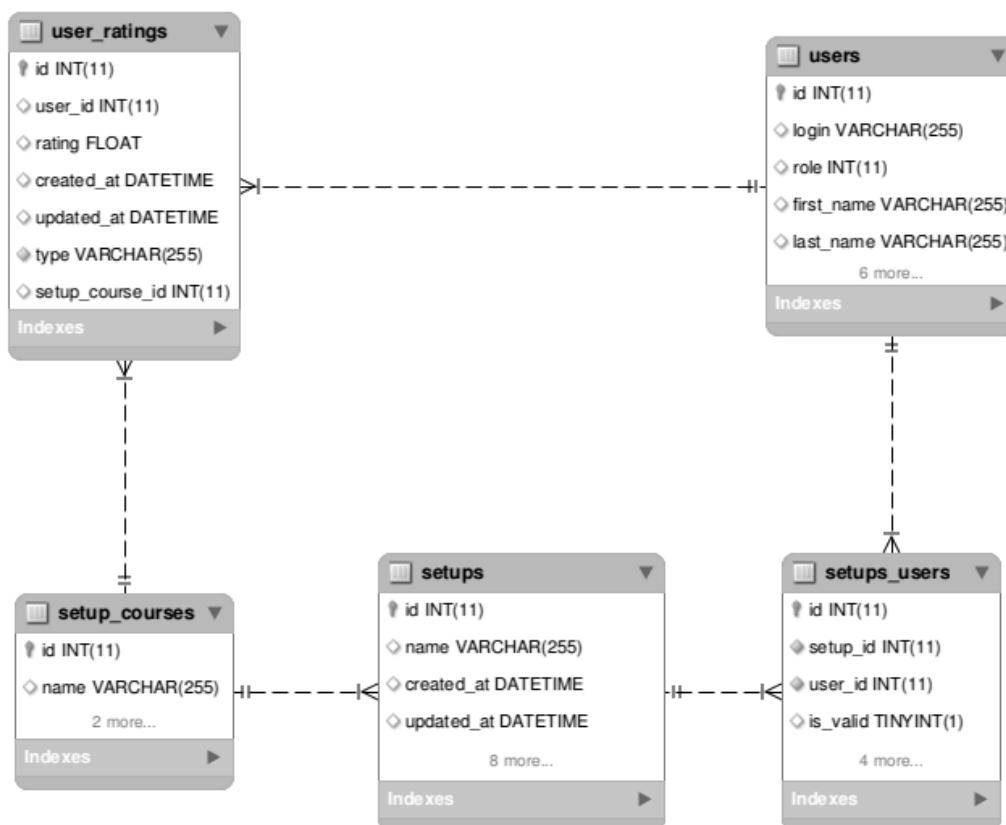 user_ratings
id INT(11)
user_id INT(11)
rating FLOAT
created_at DATETIME
updated_at DATETIME
type VARCHAR(255)
setup_course_id INT(11)
Indexes
users
id INT(11)
login VARCHAR(255)
role INT(11)
first_name VARCHAR(255)
last_name VARCHAR(255)
6 more...
Indexes
setup_courses
id INT(11)
name VARCHAR(255)
2 more...
Indexes
setups
id INT(11)
name VARCHAR(255)
created_at DATETIME
updated_at DATETIME
8 more...
Indexes
setups_users
id INT(11)
setup_id INT(11)
user_id INT(11)
is_valid TINYINT(1)
4 more...
Indexes